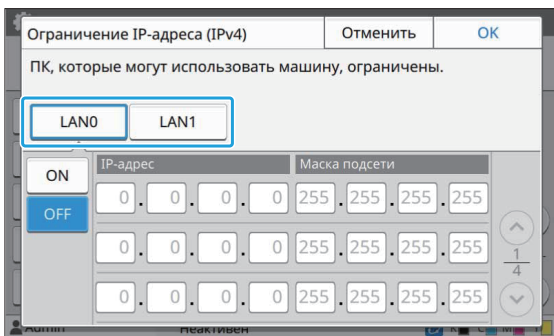 Ограничение IP-адреса (IPv4) Отменить OK
ПК, которые могут использовать машину, ограничены.
LAN0 LAN1
IP-адрес Маска подсети
ON
0. 0. 0. 0 255. 255. 255. 255
OFF
0. 0. 0. 0 255. 255. 255. 255
1
4
0. 0. 0. 0 255. 255. 255. 255
Admin Неактивен